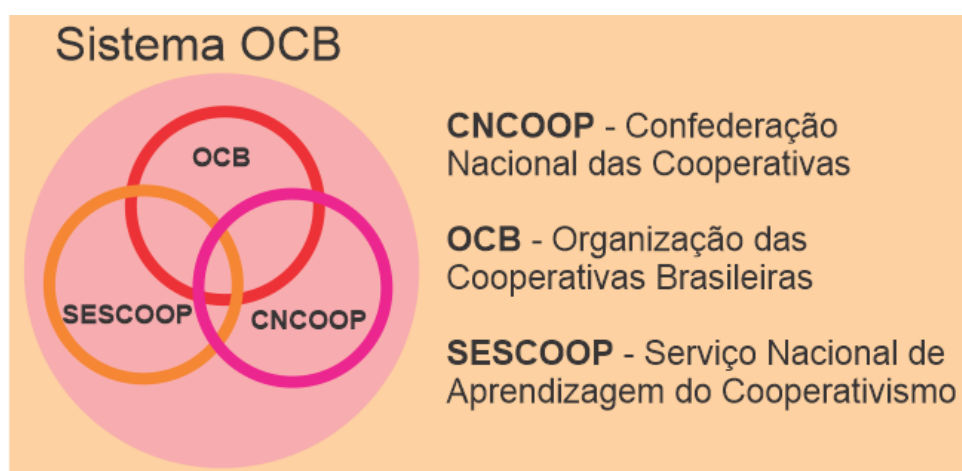 Sistema OCB
OCB
SESCOOP
CNCOOP
CNCOOP - Confederação
Nacional das Cooperativas
OCB - Organização das
Cooperativas Brasileiras
SESCOOP - Serviço Nacional de
Aprendizagem do Cooperativismo